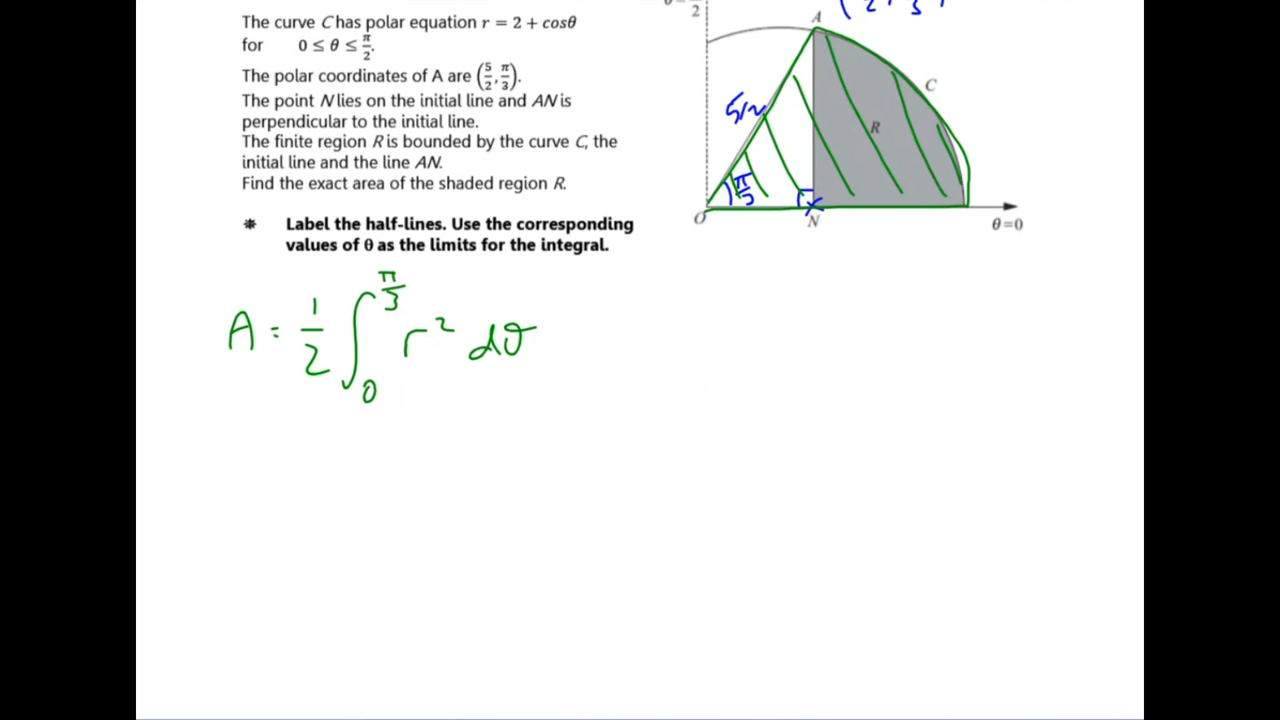 The curve C has polar equation r = 2 + cosθ
for 0 ≤ θ ≤ π/2.
The polar coordinates of A are (5/2, π/3).
The point N lies on the initial line and AN is
perpendicular to the initial line.
The finite region R is bounded by the curve C, the
initial line and the line AN.
Find the exact area of the shaded region R.
* Label the half-lines. Use the corresponding
values of θ as the limits for the integral.
2
A
C
R
5/2
π/3
O
N
θ=0
A = 1/2 ∫₀^(π/3) r² dθ